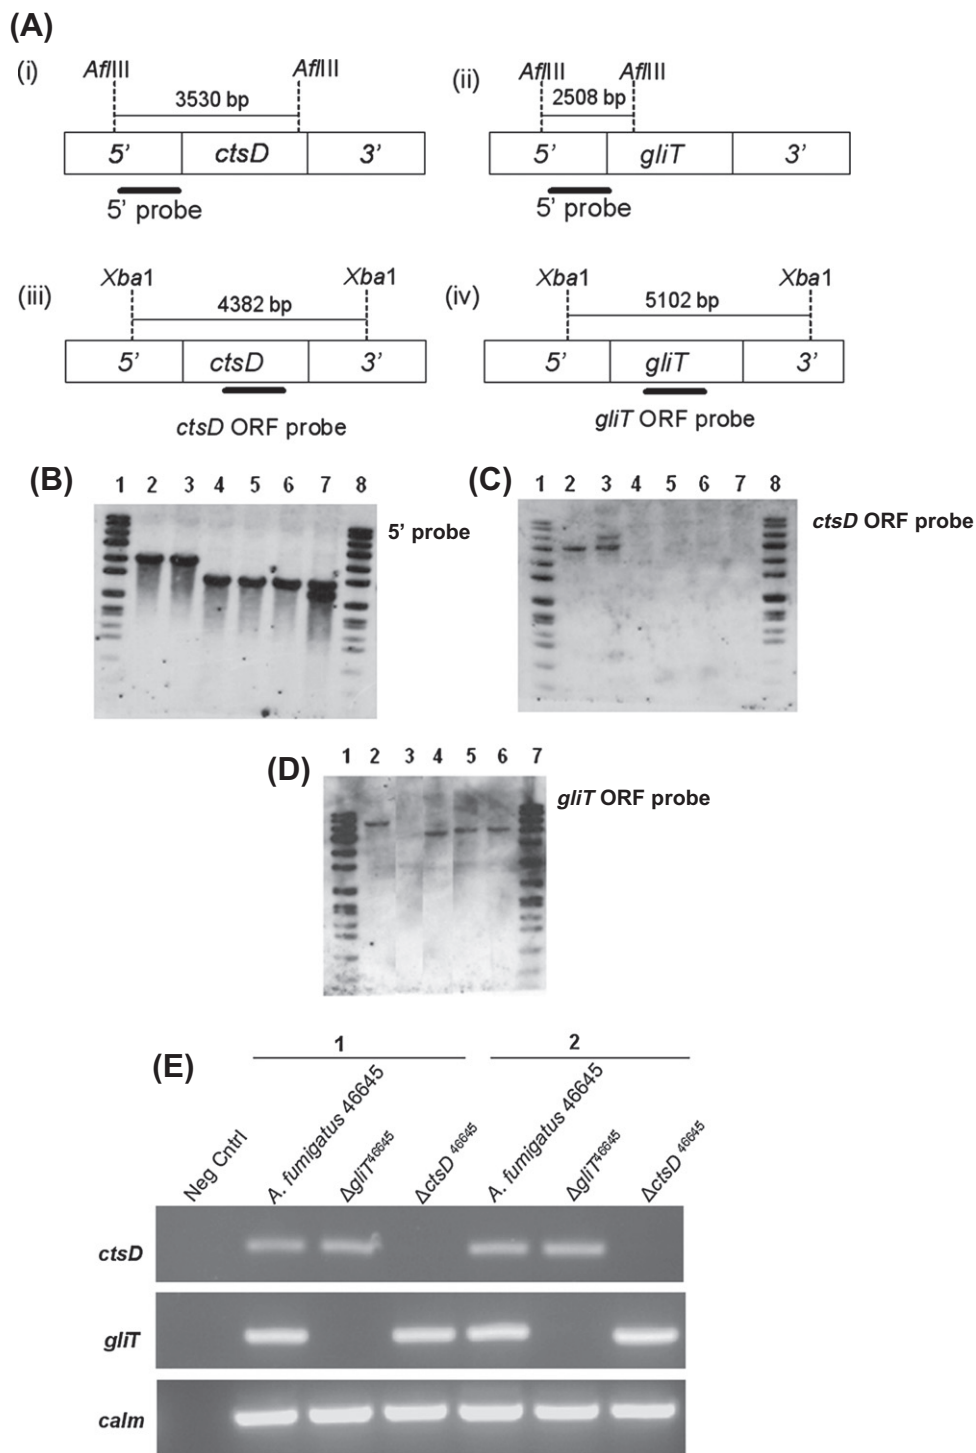 (A)
(i) AflIII AflIII
3530 bp
5' ctsD 3'
5' probe
(ii) AflIII AflIII
2508 bp
5' gliT 3'
5' probe
(iii) Xba1 Xba1
4382 bp
5' ctsD 3'
ctsD ORF probe
(iv) Xba1 Xba1
5102 bp
5' gliT 3'
gliT ORF probe
(B) 1 2 3 4 5 6 7 8
5' probe
(C) 1 2 3 4 5 6 7 8
ctsD ORF probe
(D) 1 2 3 4 5 6 7
gliT ORF probe
(E)
1 2
Neg Cntrl
A. fumigatus 46645
ΔgliT46645
ΔctsD 46645
A. fumigatus 46645
ΔgliT46645
ΔctsD 46645
ctsD
gliT
calm